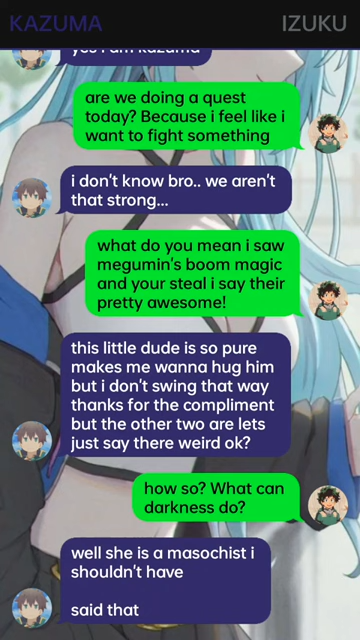 KAZUMA
IZUKU
yes i am kazuma
are we doing a quest
today? Because i feel like i
want to fight something
i don't know bro.. we aren't
that strong...
what do you mean i saw
megumin's boom magic
and your steal i say their
pretty awesome!
this little dude is so pure
makes me wanna hug him
but i don't swing that way
thanks for the compliment
but the other two are lets
just say there weird ok?
how so? What can
darkness do?
well she is a masochist i
shouldn't have
said that